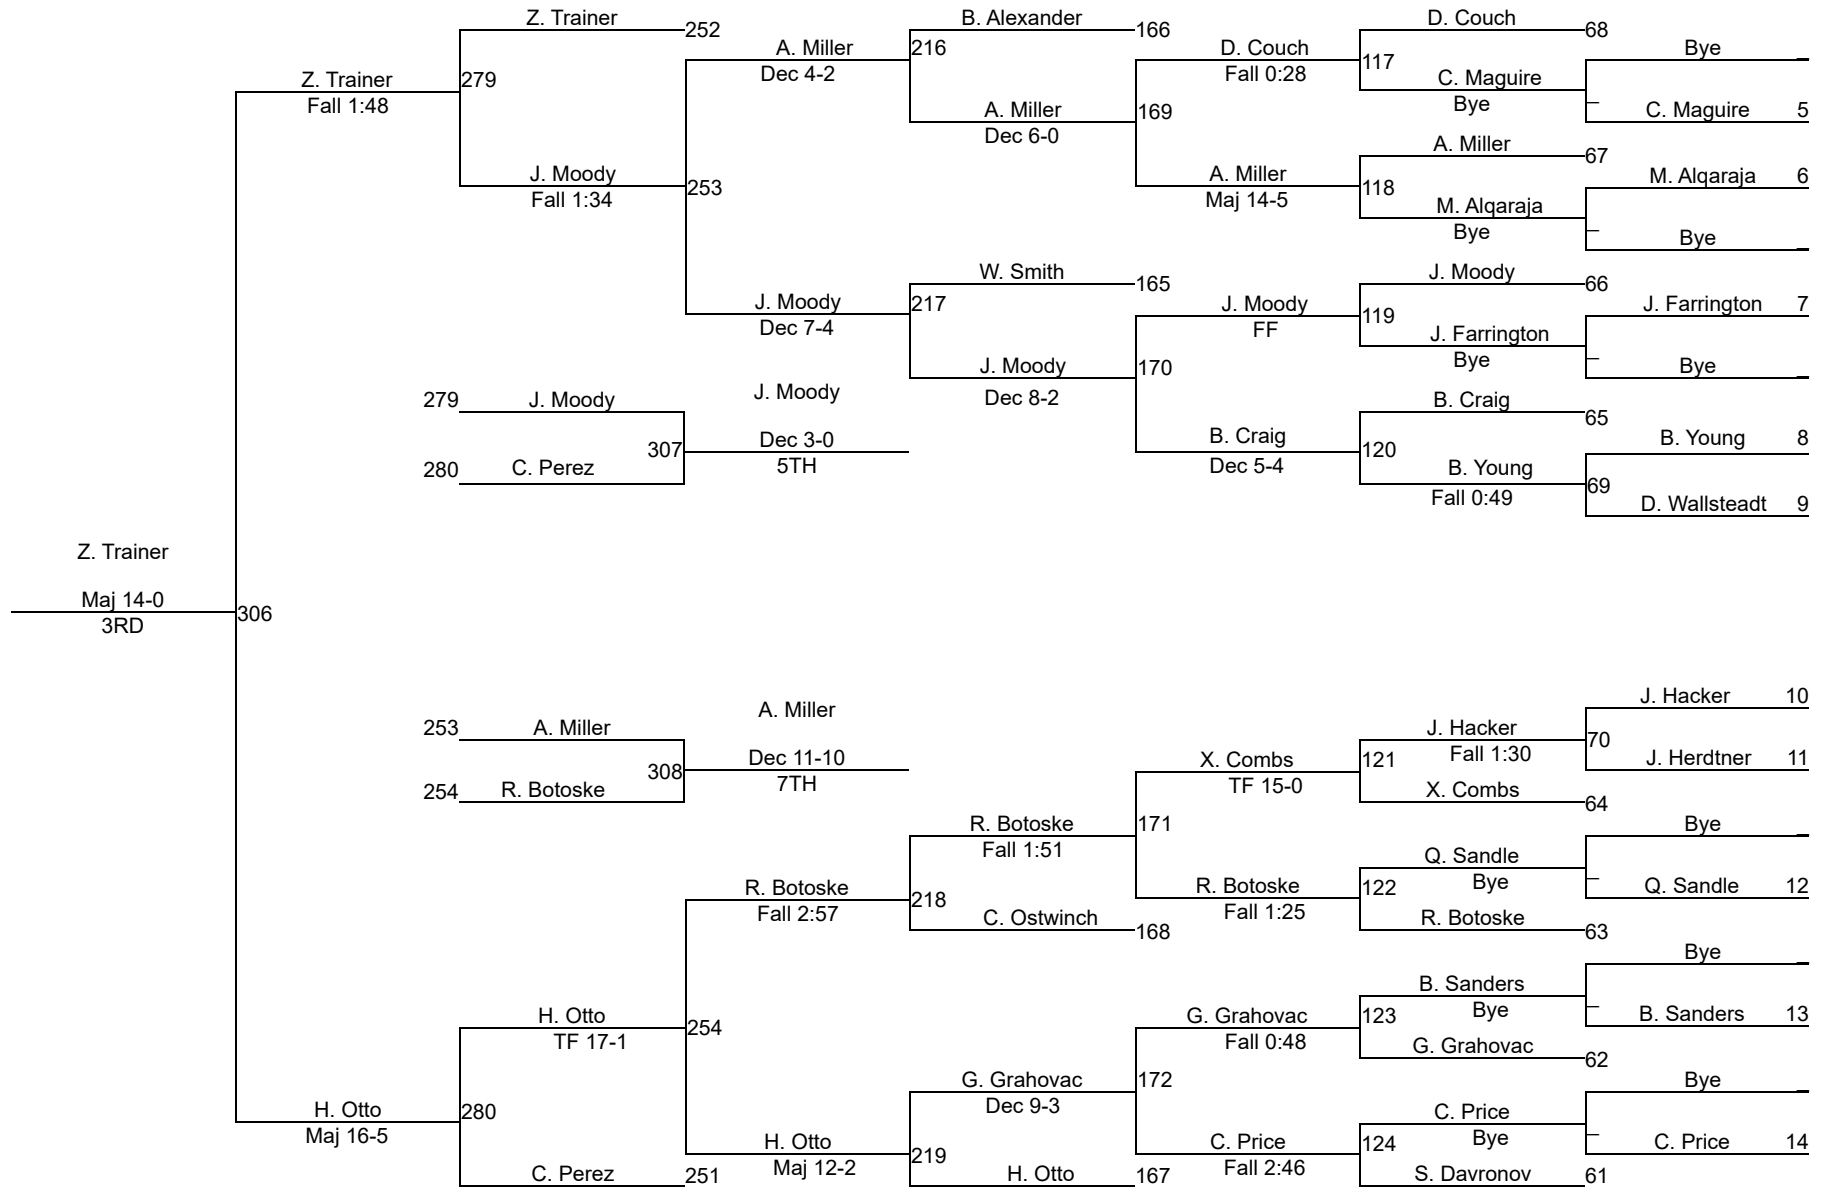 Z. Trainer 252
B. Alexander 166
D. Couch 68
A. Miller 216 D. Couch 117 Bye _
Z. Trainer 279 Dec 4-2 Fall 0:28 C. Maguire
Fall 1:48 Bye _
A. Miller 169 C. Maguire 5
Dec 6-0
A. Miller 67
J. Moody A. Miller M. Alqaraja 6
Fall 1:34 253 Maj 14-5 118
M. Alqaraja
Bye _
Bye _
W. Smith 165 J. Moody 66
J. Moody 217 J. Moody 119 J. Farrington 7
Dec 7-4 FF J. Farrington
Bye _
J. Moody 170 Bye _
279 J. Moody J. Moody Dec 8-2 B. Craig
65
307 Dec 3-0 B. Craig 120 B. Young 8
280 C. Perez 5TH Dec 5-4 B. Young
Fall 0:49 69
D. Wallsteadt 9
Z. Trainer
Maj 14-0
3RD 306
J. Hacker 10
253 A. Miller A. Miller J. Hacker 70
Dec 11-10 X. Combs 121 Fall 1:30 J. Herdtner 11
308 7TH TF 15-0
254 R. Botoske X. Combs 64
R. Botoske 171 Bye _
Fall 1:51
Q. Sandle
R. Botoske R. Botoske 122 Bye _ Q. Sandle 12
Fall 2:57 218 Fall 1:25
C. Ostwinch 168 R. Botoske 63
Bye _
B. Sanders
H. Otto 254 G. Grahovac 123 Bye _ B. Sanders 13
TF 17-1 Fall 0:48
G. Grahovac 62
G. Grahovac 172 Bye _
H. Otto 280 Dec 9-3 C. Price
Maj 16-5 Bye _
H. Otto 219 C. Price 124 C. Price 14
Maj 12-2 Fall 2:46
C. Perez 251 H. Otto 167 S. Davronov 61